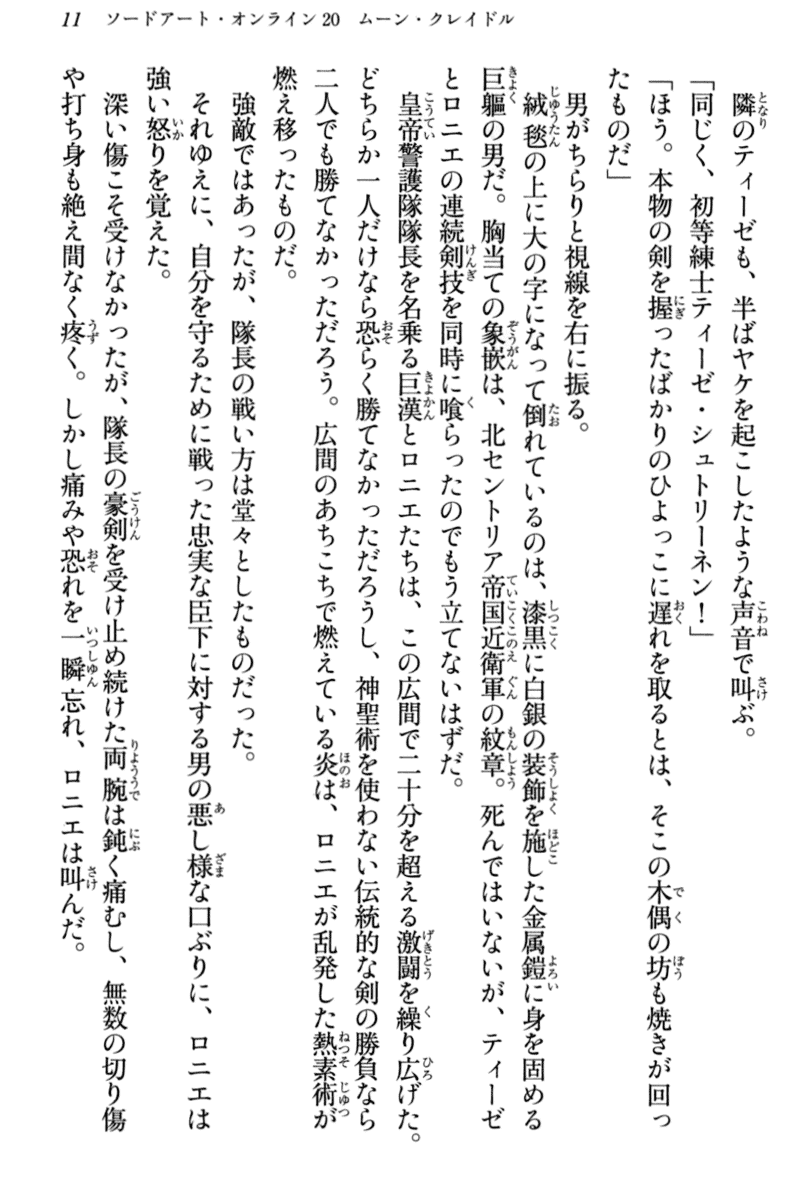 11　ソードアート・オンライン20　ムーン・クレイドル
　隣のティーゼも、半ばヤケを起こしたような声音で叫ぶ。
「同じく、初等練士ティーゼ・シュトリーネン！」
「ほう。本物の剣を握ったばかりのひよっこに遅れを取るとは、そこの木偶の坊も焼きが回っ
たものだ」
　男がちらりと視線を右に振る。
　絨毯の上に大の字になって倒れているのは、漆黒に白銀の装飾を施した金属鎧に身を固める
巨軀の男だ。胸当ての象嵌は、北セントリア帝国近衛軍の紋章。死んではいないが、ティーゼ
とロニエの連続剣技を同時に喰らったのでもう立てないはずだ。
　皇帝警護隊隊長を名乗る巨漢とロニエたちは、この広間で二十分を超える激闘を繰り広げた。
どちらか一人だけなら恐らく勝てなかっただろうし、神聖術を使わない伝統的な剣の勝負なら
二人でも勝てなかっただろう。広間のあちこちで燃えている炎は、ロニエが乱発した熱素術が
燃え移ったものだ。
　強敵ではあったが、隊長の戦い方は堂々としたものだった。
　それゆえに、自分を守るために戦った忠実な臣下に対する男の悪し様な口ぶりに、ロニエは
強い怒りを覚えた。
　深い傷こそ受けなかったが、隊長の豪剣を受け止め続けた両腕は鈍く痛むし、無数の切り傷
や打ち身も絶え間なく疼く。しかし痛みや恐れを一瞬忘れ、ロニエは叫んだ。